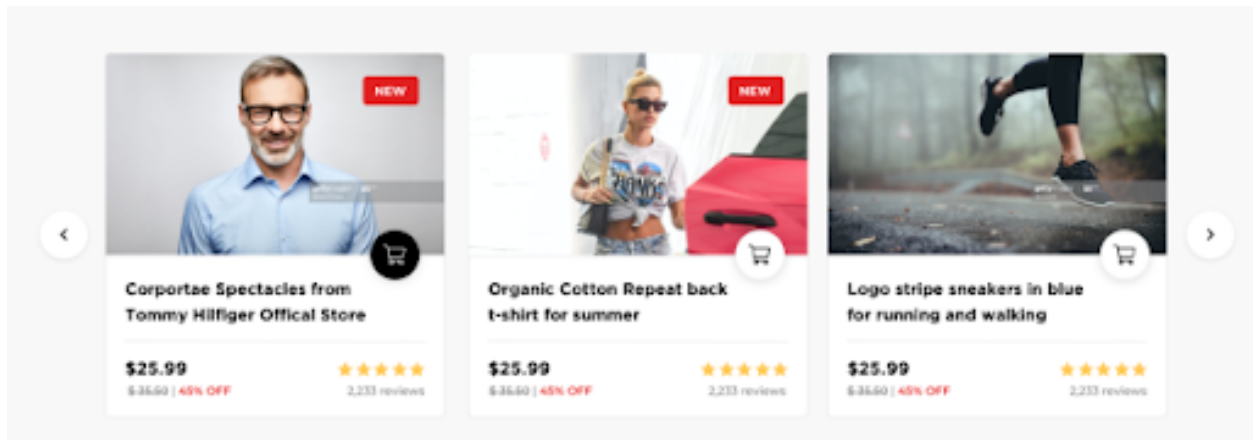 NEW
Corportae Spectacles from
Tommy Hilfiger Offical Store
$25.99
$ 35.50 | 45% OFF
2,233 reviews
NEW
Organic Cotton Repeat back
t-shirt for summer
$25.99
$ 35.50 | 45% OFF
2,233 reviews
Logo stripe sneakers in blue
for running and walking
$25.99
$ 35.50 | 45% OFF
2,233 reviews